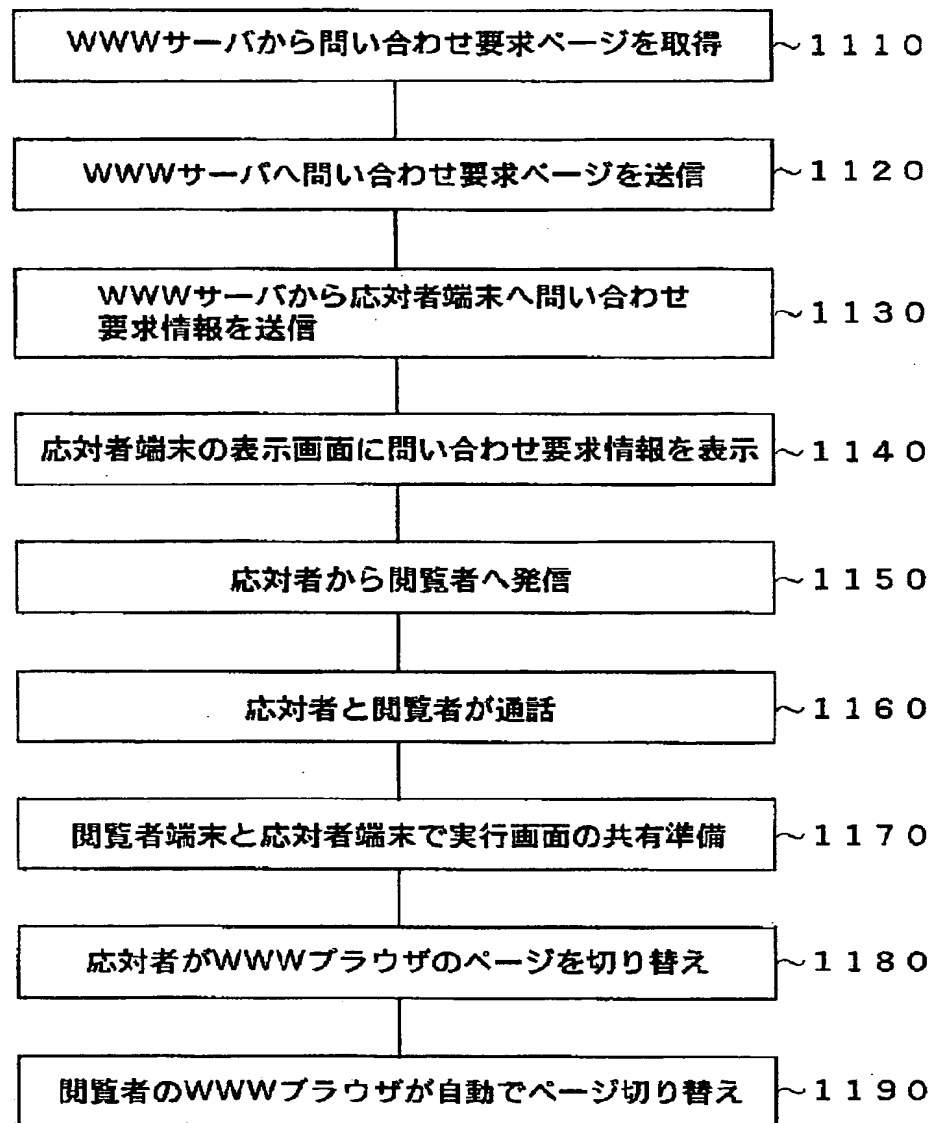 WWWサーバから問い合わせ要求ページを取得 ~1110
WWWサーバへ問い合わせ要求ページを送信 ~1120
WWWサーバから応対者端末へ問い合わせ
要求情報を送信 ~1130
応対者端末の表示画面に問い合わせ要求情報を表示 ~1140
応対者から閲覧者へ発信 ~1150
応対者と閲覧者が通話 ~1160
閲覧者端末と応対者端末で実行画面の共有準備 ~1170
応対者がWWWブラウザのページを切り替え ~1180
閲覧者のWWWブラウザが自動でページ切り替え ~1190